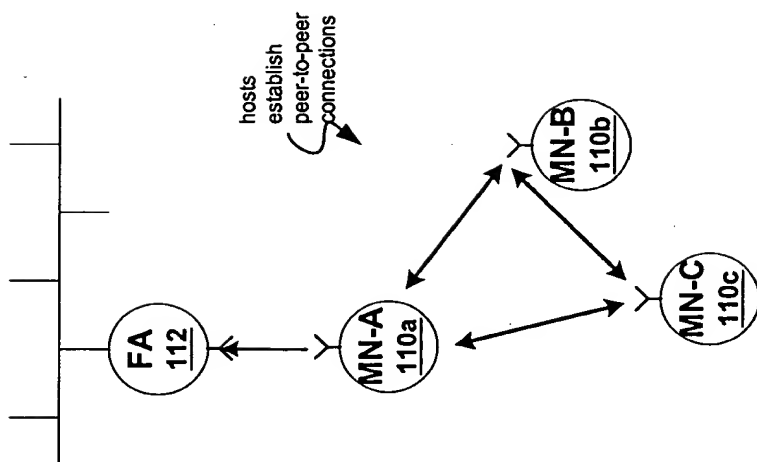 hosts
establish
peer-to-peer
connections
FA
112
MN-A
110a
MN-B
110b
MN-C
110c